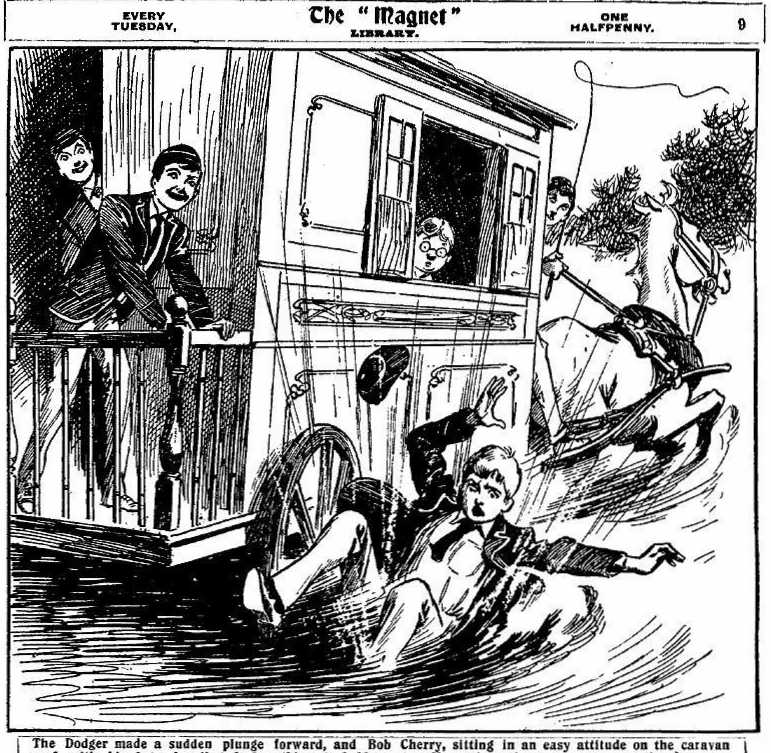 EVERY
TUESDAY,
The "Magnet"
LIBRARY.
ONE
HALFPENNY.
9
The Dodger made a sudden plunge forward, and Bob Cherry, sitting in an easy attitude on the caravan